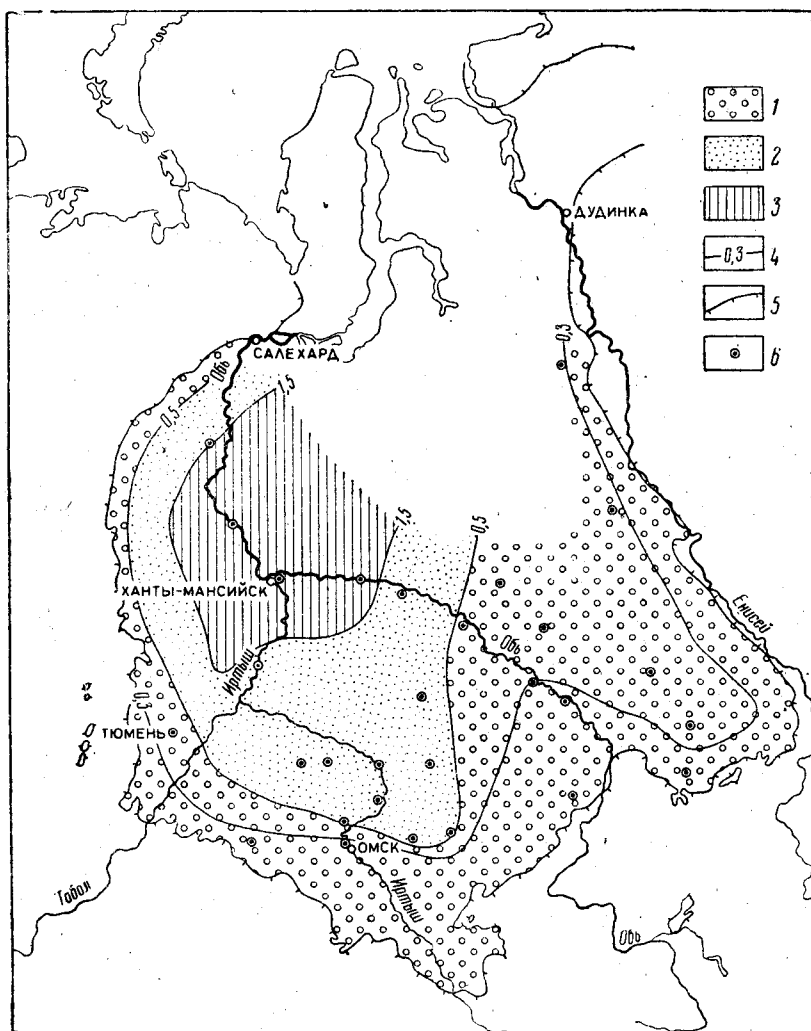 1
2
3
0,3 4
5
6
ДУДИНКА
0,3
САЛЕХАРД
Обь
0,5
1,5
1,5
0,5
ХАНТЫ-МАНСИЙСК
Енисей
Обь
Иртыш
0,3
ТЮМЕНЬ
ОМСК
Тобол
Иртыш
Обь